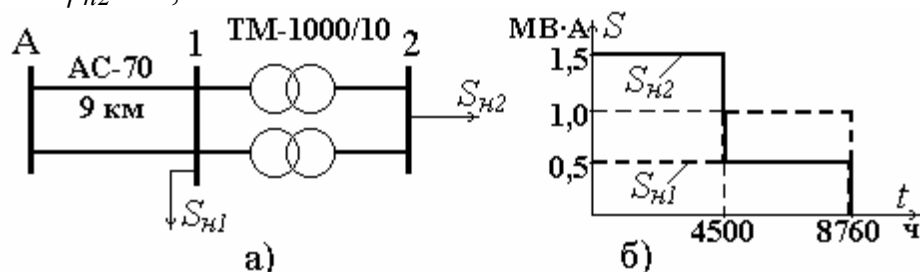 ТМ-1000/10
А 1 2
АС-70
9 км
Sн2
Sн1
а)
МВ·А S
1,5
Sн2
1,0
0,5
Sн1
4500 8760 t, ч
б)